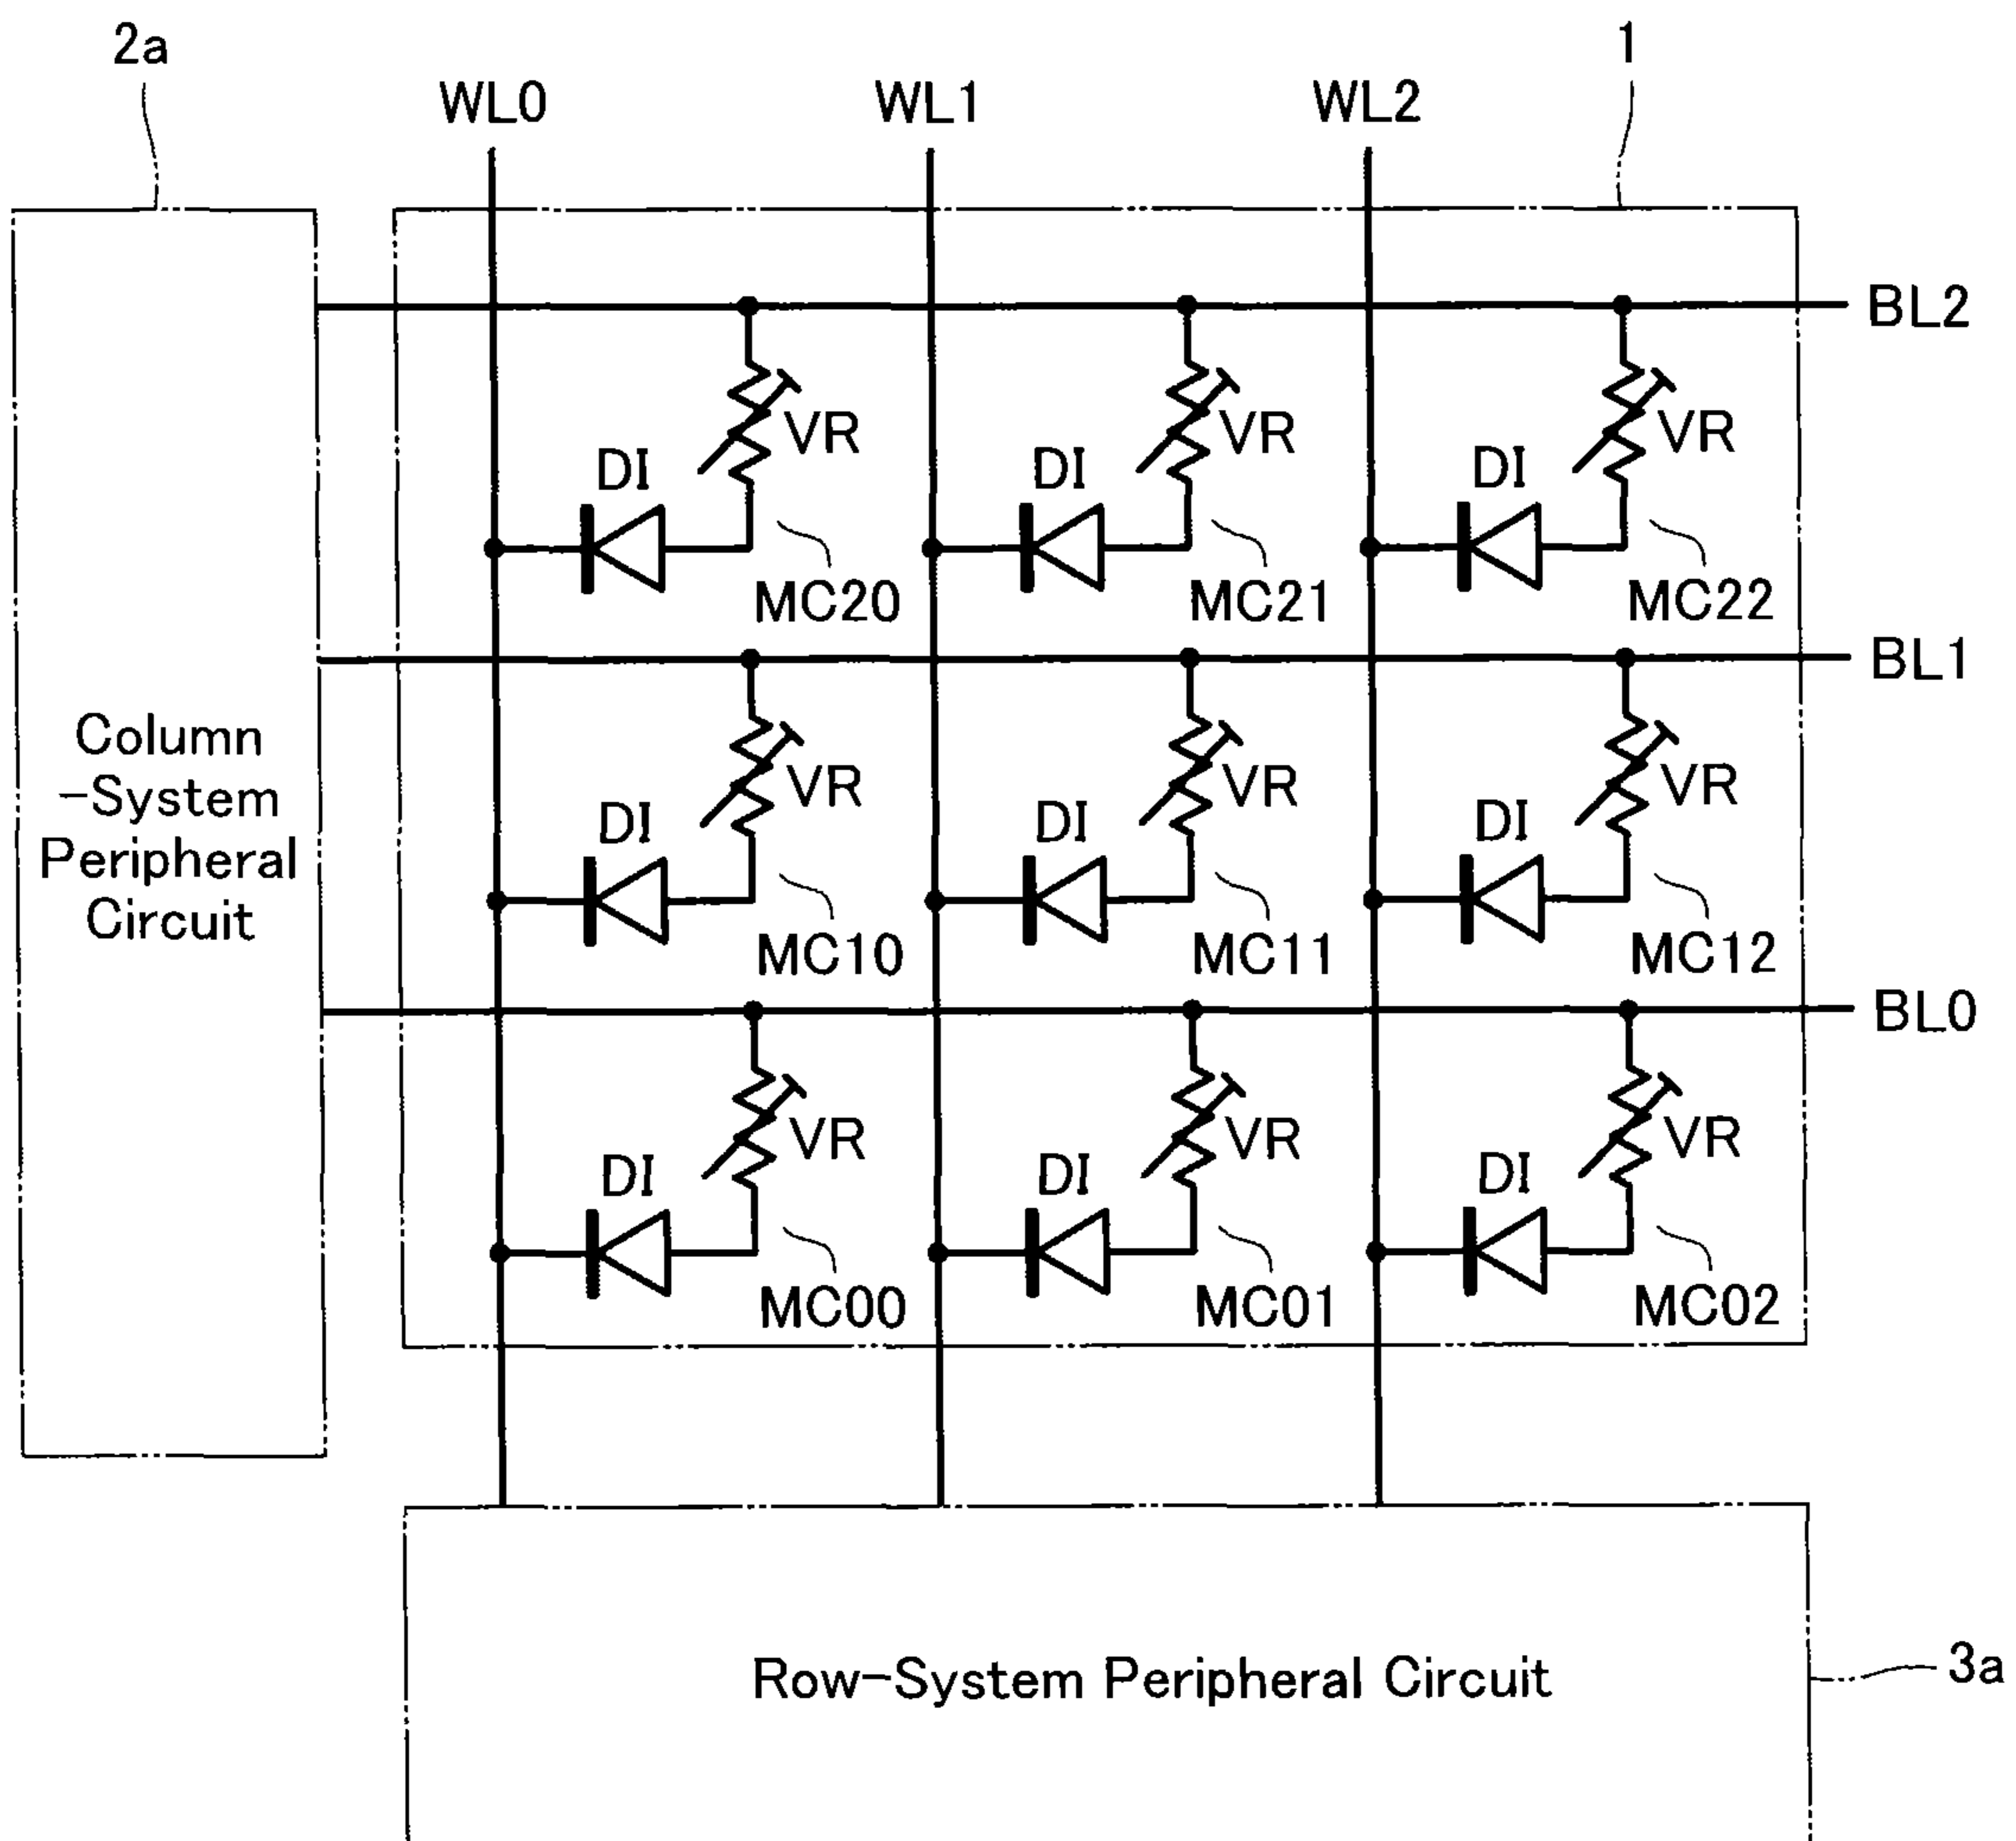 2a
1
WL0 WL1 WL2
BL2
VR VR VR
DI DI DI
MC20 MC21 MC22
BL1
Column
-System
Peripheral
Circuit
VR VR VR
DI DI DI
MC10 MC11 MC12
BL0
VR VR VR
DI DI DI
MC00 MC01 MC02
Row-System Peripheral Circuit
3a